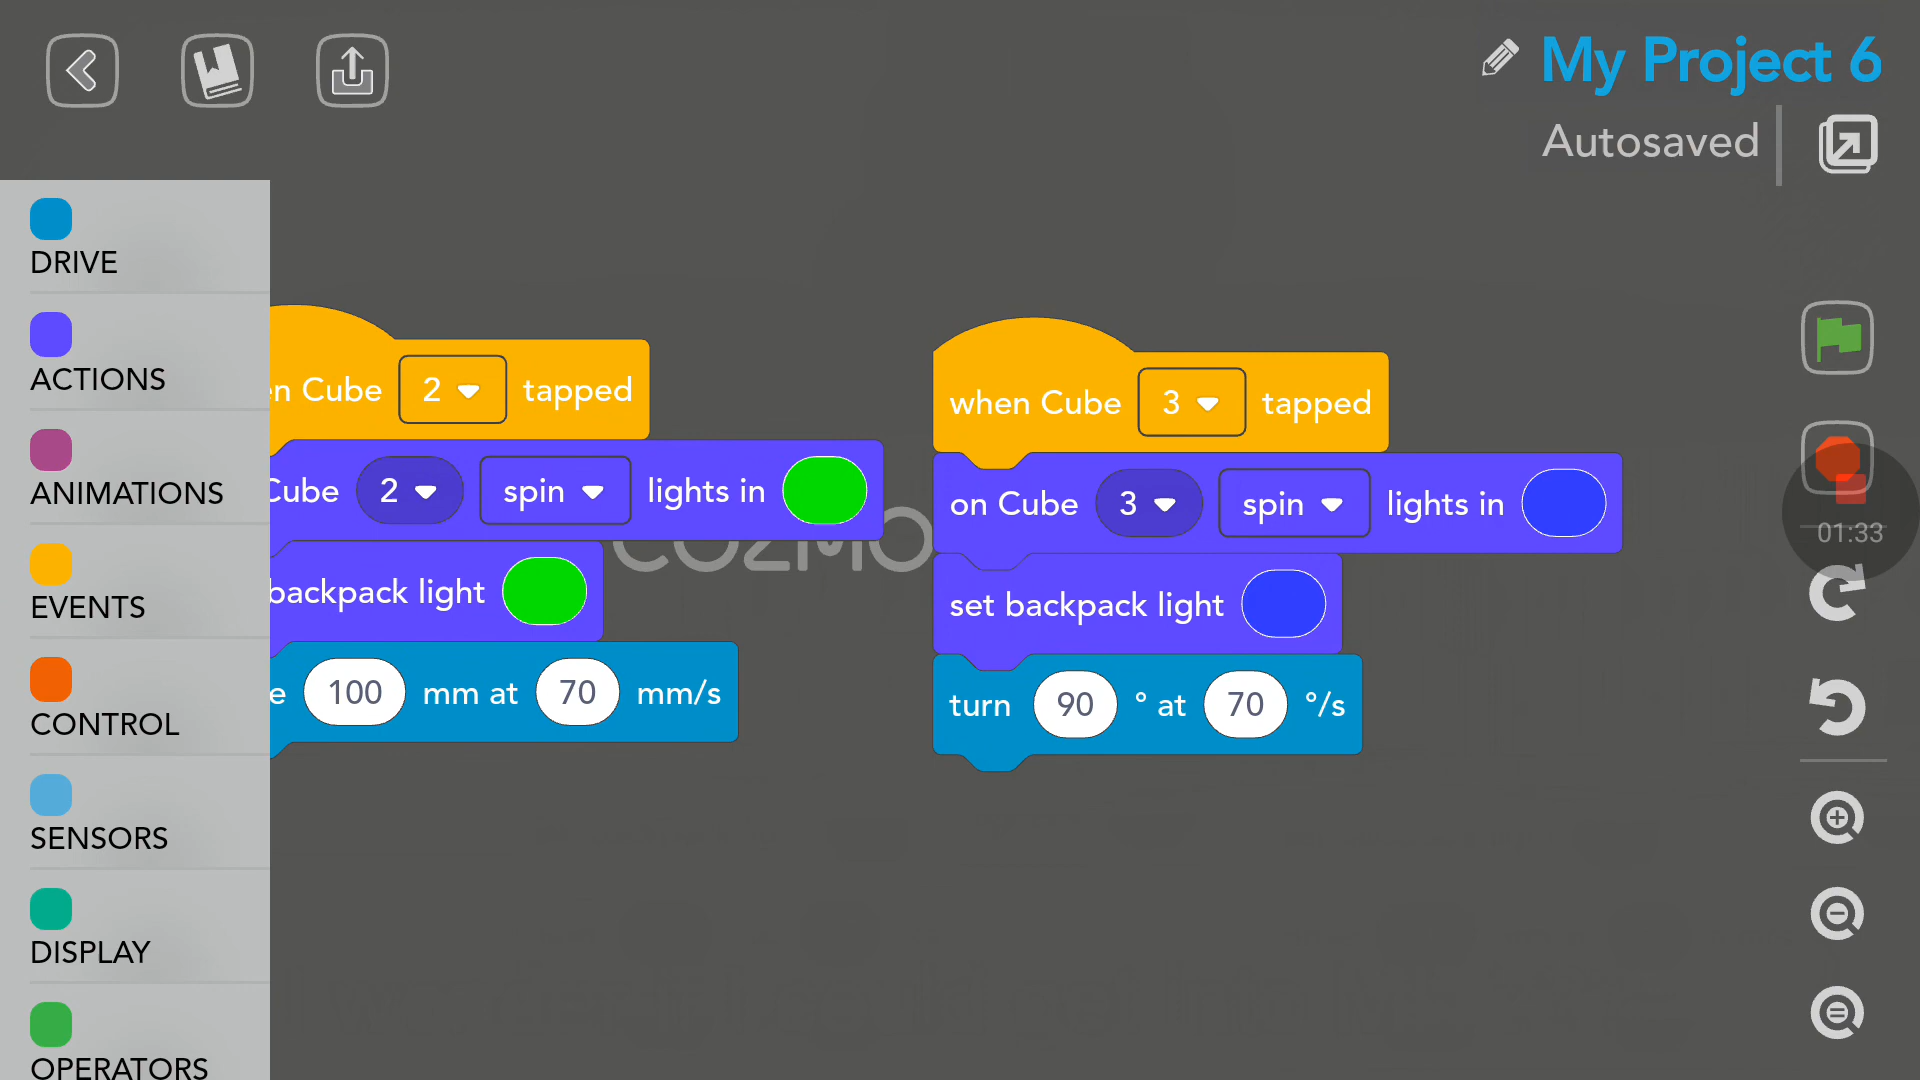 My Project 6
Autosaved
DRIVE
ACTIONS
ANIMATIONS
EVENTS
CONTROL
SENSORS
DISPLAY
OPERATORS
en Cube 2 tapped
Cube 2 spin lights in
backpack light
e 100 mm at 70 mm/s
COZMO
when Cube 3 tapped
on Cube 3 spin lights in
set backpack light
turn 90 ° at 70 °/s
01:33